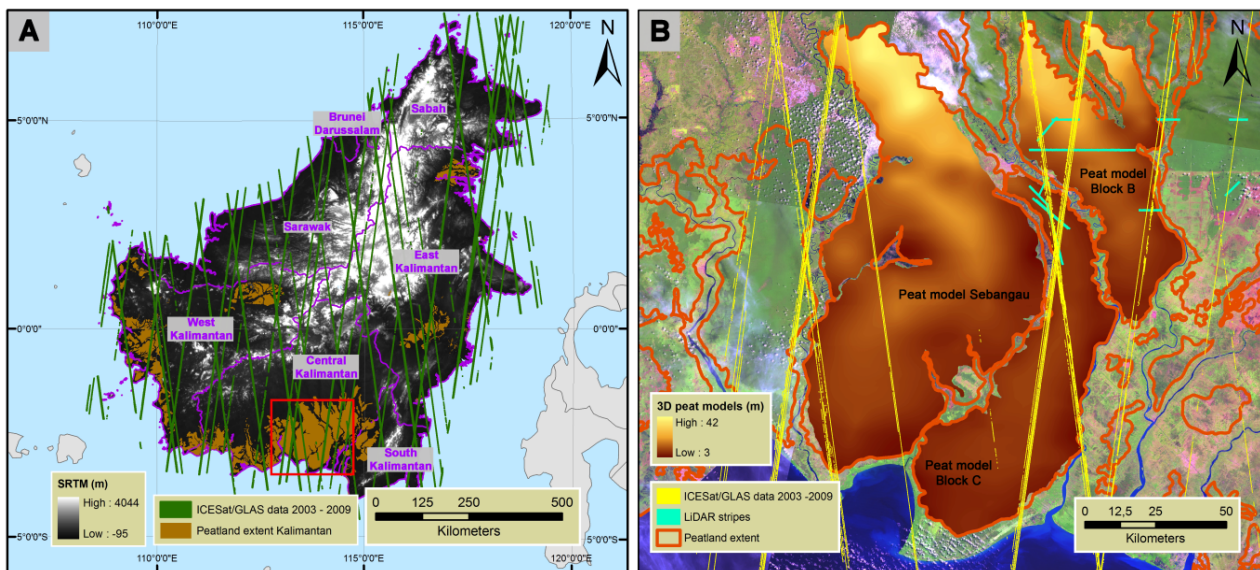 A
110°0'0"E
115°0'0"E
120°0'0"E
N
5°0'0"N
5°0'0"N
Sabah
Brunei
Darussalam
Sarawak
East
Kalimantan
0°0'0"
0°0'0"
West
Kalimantan
Central
Kalimantan
South
Kalimantan
SRTM (m)
High : 4044
Low : -95
ICESat/GLAS data 2003 - 2009
Peatland extent Kalimantan
0 125 250 500
Kilometers
5°0'0"S
5°0'0"S
110°0'0"E
115°0'0"E
120°0'0"E
B
N
Peat model
Block B
Peat model Sebangau
Peat model
Block C
3D peat models (m)
High : 42
Low : 3
ICESat/GLAS data 2003 -2009
LiDAR stripes
Peatland extent
0 12,5 25 50
Kilometers